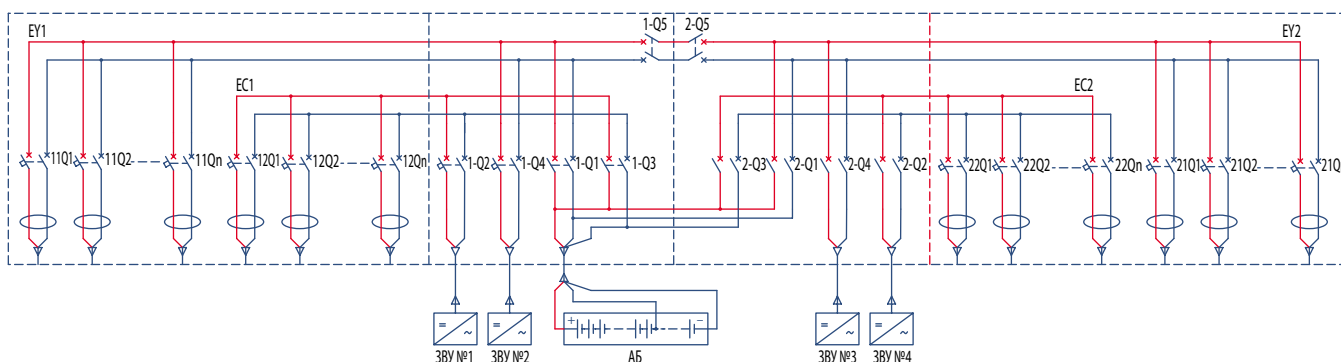 EY1
1-Q5
2-Q5
EY2
EC1
EC2
11Q1
11Q2
11Qn
12Q1
12Q2
12Qn
1-Q2
1-Q4
1-Q1
1-Q3
2-Q3
2-Q1
2-Q4
2-Q2
22Q1
22Q2
22Qn
21Q1
21Q2
21Q
= ~
= ~
+ −
= ~
= ~
ЗВУ №1
ЗВУ №2
АБ
ЗВУ №3
ЗВУ №4